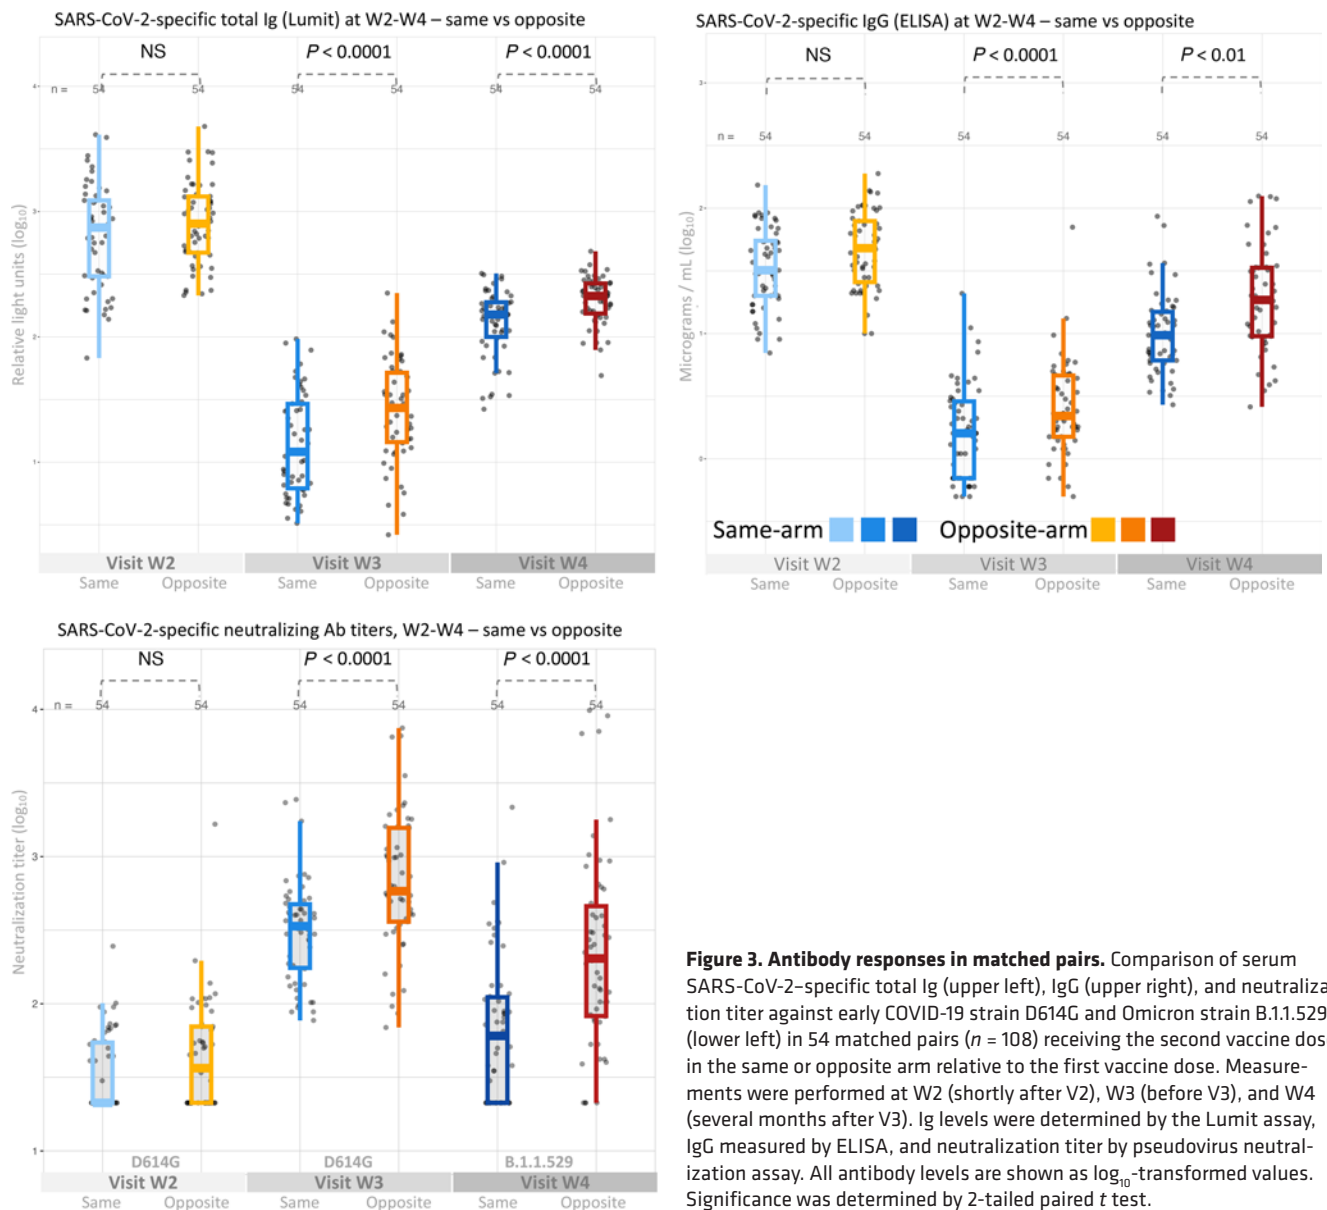 SARS-CoV-2-specific total Ig (Lumit) at W2-W4 – same vs opposite
NS
P < 0.0001
P < 0.0001
n =
54
54
54
54
54
54
4
3
2
1
Relative light units (log10)
Visit W2
Visit W3
Visit W4
Same
Opposite
Same
Opposite
Same
Opposite
SARS-CoV-2-specific IgG (ELISA) at W2-W4 – same vs opposite
NS
P < 0.0001
P < 0.01
n =
54
54
54
54
54
54
3
2
1
0
Micrograms / mL (log10)
Same-arm
Opposite-arm
Visit W2
Visit W3
Visit W4
Same
Opposite
Same
Opposite
Same
Opposite
SARS-CoV-2-specific neutralizing Ab titers, W2-W4 – same vs opposite
NS
P < 0.0001
P < 0.0001
n =
54
54
54
54
54
54
4
3
2
1
Neutralization titer (log10)
D614G
D614G
B.1.1.529
Visit W2
Visit W3
Visit W4
Same
Opposite
Same
Opposite
Same
Opposite
Figure 3. Antibody responses in matched pairs. Comparison of serum
SARS-CoV-2–specific total Ig (upper left), IgG (upper right), and neutraliza
tion titer against early COVID-19 strain D614G and Omicron strain B.1.1.529
(lower left) in 54 matched pairs (n = 108) receiving the second vaccine dos
in the same or opposite arm relative to the first vaccine dose. Measure-
ments were performed at W2 (shortly after V2), W3 (before V3), and W4
(several months after V3). Ig levels were determined by the Lumit assay,
IgG measured by ELISA, and neutralization titer by pseudovirus neutral-
ization assay. All antibody levels are shown as log10-transformed values.
Significance was determined by 2-tailed paired t test.